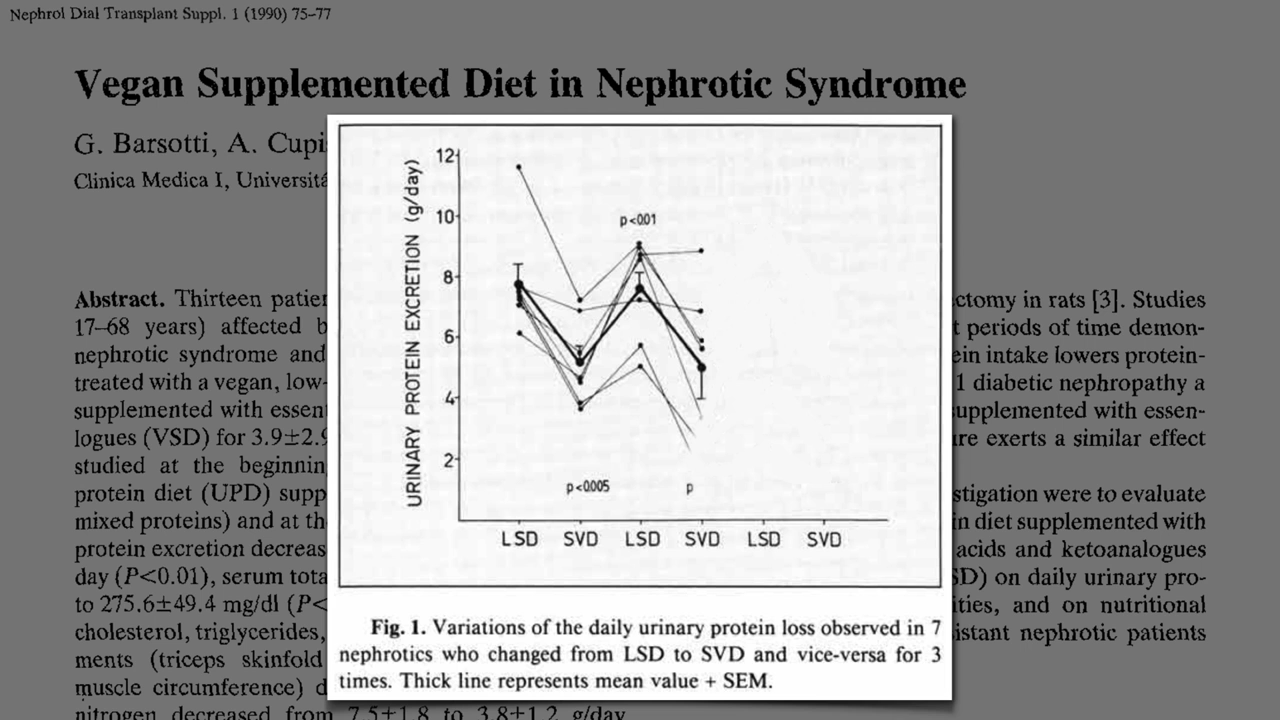 Nephrol Dial Transplant Suppl. 1 (1990) 75–77
Vegan Supplemented Diet in Nephrotic Syndrome
G. Barsotti, A. Cupi
Clinica Medica I, Universitá
Abstract. Thirteen patien
17–68 years) affected b
nephrotic syndrome and
treated with a vegan, low-
supplemented with essen
logues (VSD) for 3.9±2.9
studied at the beginnin
protein diet (UPD) supp
mixed proteins) and at th
protein excretion decreas
day (P<0.01), serum tota
to 275.6±49.4 mg/dl (P<
cholesterol, triglycerides,
ments (triceps skinfold
muscle circumference) d
nitrogen decreased from 7.5±1.8 to 3.8±1.2 g/day
URINARY PROTEIN EXCRETION (g/day)
12
10
8
6
4
2
p<0.01
p<0.005
p
LSD SVD LSD SVD LSD SVD
Fig. 1. Variations of the daily urinary protein loss observed in 7
nephrotics who changed from LSD to SVD and vice-versa for 3
times. Thick line represents mean value + SEM.
ctomy in rats [3]. Studies
t periods of time demon-
ein intake lowers protein-
1 diabetic nephropathy a
supplemented with essen-
re exerts a similar effect
stigation were to evaluate
in diet supplemented with
acids and ketoanalogues
SD) on daily urinary pro-
ities, and on nutritional
istant nephrotic patients